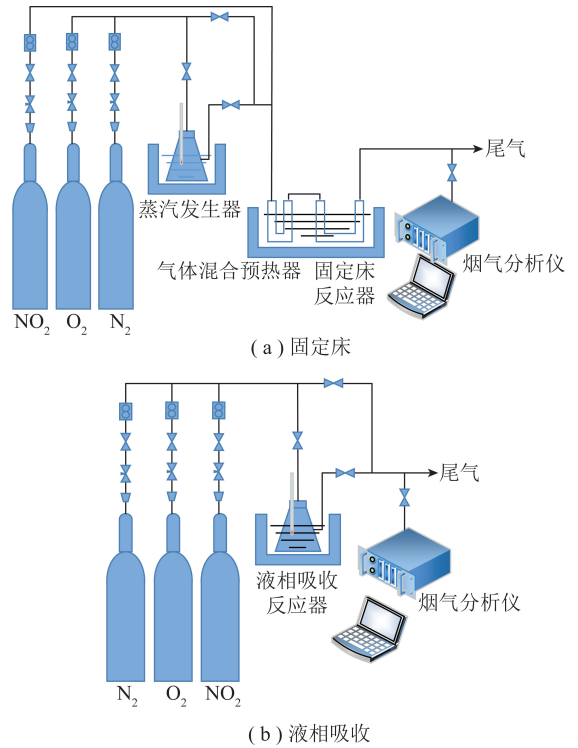 尾气
蒸汽发生器
气体混合预热器
固定床
反应器
烟气分析仪
NO₂
O₂
N₂
( a ) 固定床
尾气
液相吸收
反应器
烟气分析仪
N₂
O₂
NO₂
( b ) 液相吸收